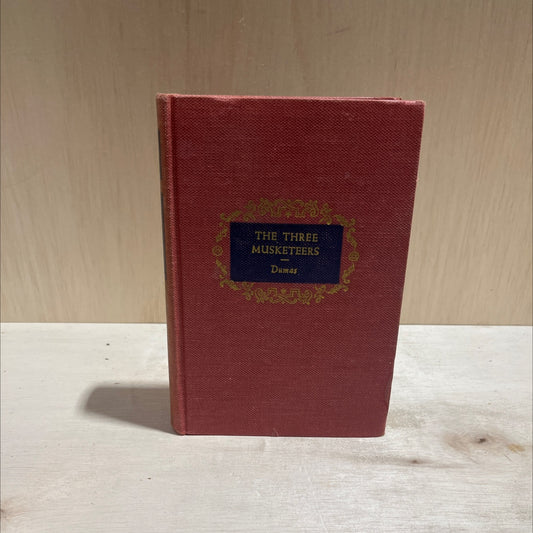 THE THREE
MUSKETEERS
—
Dumas